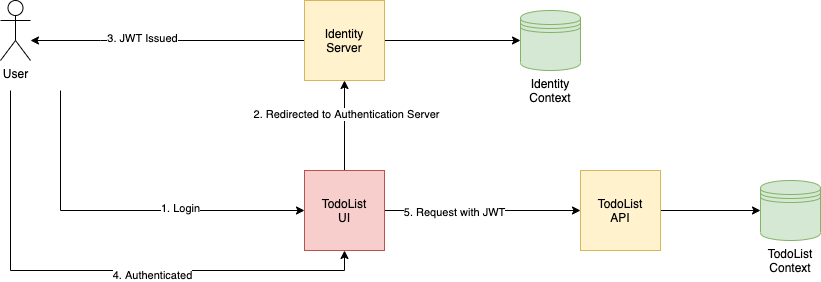 3. JWT Issued
Identity
Server
User
Identity
Context
2. Redirected to Authentication Server
1. Login
TodoList
UI
5. Request with JWT
TodoList
API
TodoList
Context
4. Authenticated